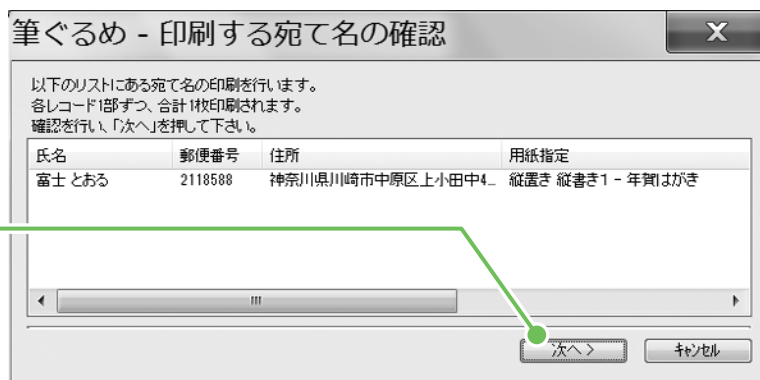 筆ぐるめ - 印刷する宛て名の確認
以下のリストにある宛て名の印刷を行います。
各レコード1部ずつ、合計1枚印刷されます。
確認を行い、「次へ」を押して下さい。
氏名 郵便番号 住所 用紙指定
富士 とおる 2118588 神奈川県川崎市中原区上小田中4... 縦置き 縦書き1 - 年賀はがき
次へ > キャンセル